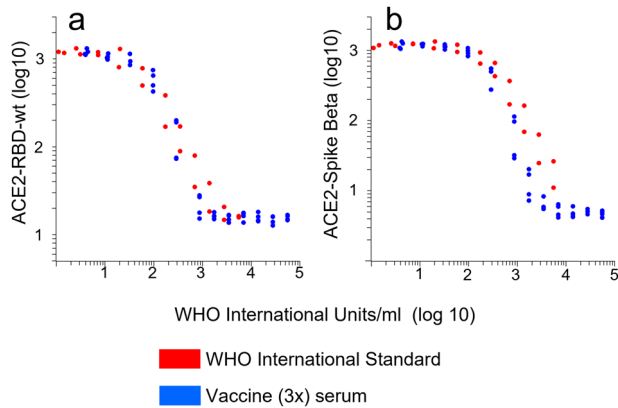 a
b
ACE2-RBD-wt (log10)
3
2
1
1
2
3
4
5
ACE2-Spike Beta (log10)
3
2
1
1
2
3
4
5
WHO International Units/ml (log 10)
WHO International Standard
Vaccine (3x) serum